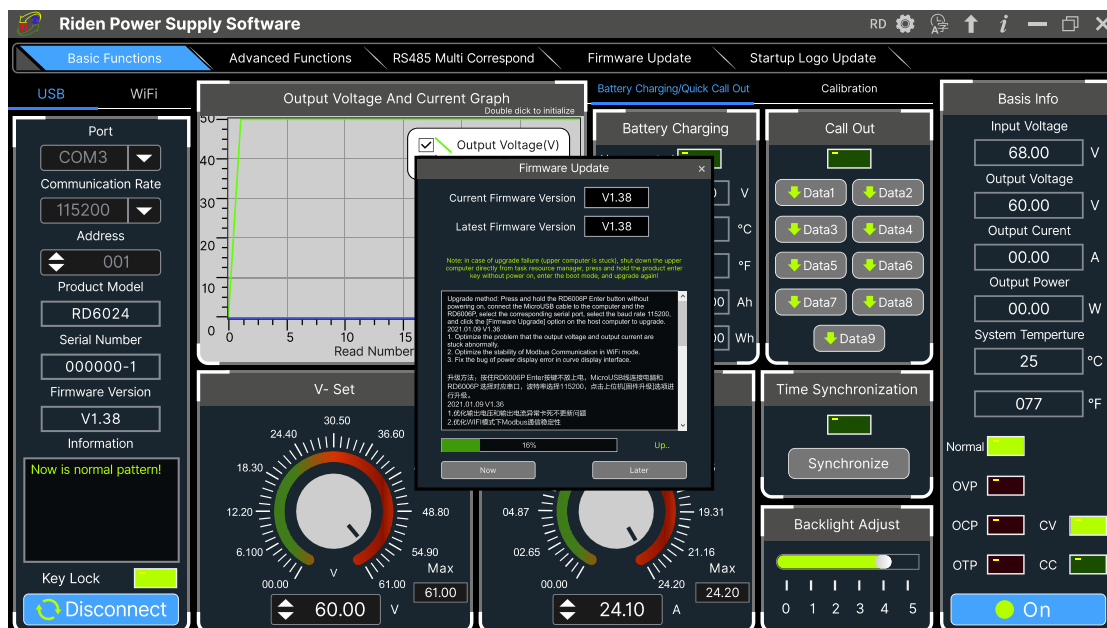 Riden Power Supply Software
RD
Basic Functions
Advanced Functions
RS485 Multi Correspond
Firmware Update
Startup Logo Update
USB
WiFi
Port
COM3
Communication Rate
115200
Address
001
Product Model
RD6024
Serial Number
000000-1
Firmware Version
V1.38
Information
Now is normal pattern!
Key Lock
Disconnect
Output Voltage And Current Graph
Double dick to initialize
Output Voltage(V)
50
40
30
20
10
0
0
5
10
15
Read Number
Firmware Update
Current Firmware Version
V1.38
Latest Firmware Version
V1.38
Note: in case of upgrade failure (upper computer is stuck), shut down the upper
computer directly from task resource manager, press and hold the product enter
key without power on, enter the boot mode, and upgrade again!
Upgrade method: Press and hold the RD6006P Enter button without
powering on, connect the MicroUSB cable to the computer and the
RD6006P, select the corresponding serial port, select the baud rate 115200,
and click the [Firmware Upgrade] option on the host computer to upgrade.
2021.01.09 V1.36
1. Optimize the problem that the output voltage and output current are
stuck abnormally.
2. Optimize the stability of Modbus Communication in WiFi mode.
3. Fix the bug of power display error in curve display interface.
升级方法：按住RD6006P Enter按键不放上电，MicroUSB线连接电脑和
RD6006P 选择对应串口，波特率选择115200，点击上位机[固件升级]选项进
行升级。
2021.01.09 V1.36
1.优化输出电压和输出电流异常卡死不更新问题
2.优化WIFI模式下Modbus通信稳定性
16%
Up..
Now
Later
V- Set
00.00
6.100
12.20
18.30
24.40
30.50
36.60
48.80
54.90
61.00
V
Max
61.00
60.00
V
00.00
02.65
04.87
19.31
21.16
24.20
Max
24.20
24.10
A
Battery Charging/Quick Call Out
Calibration
Battery Charging
V
°C
°F
Ah
Wh
Call Out
Data1
Data2
Data3
Data4
Data5
Data6
Data7
Data8
Data9
Time Synchronization
Synchronize
Backlight Adjust
0
1
2
3
4
5
Basis Info
Input Voltage
68.00
V
Output Voltage
60.00
V
Output Curent
00.00
A
Output Power
00.00
W
System Temperture
25
°C
077
°F
Normal
OVP
OCP
CV
OTP
CC
On